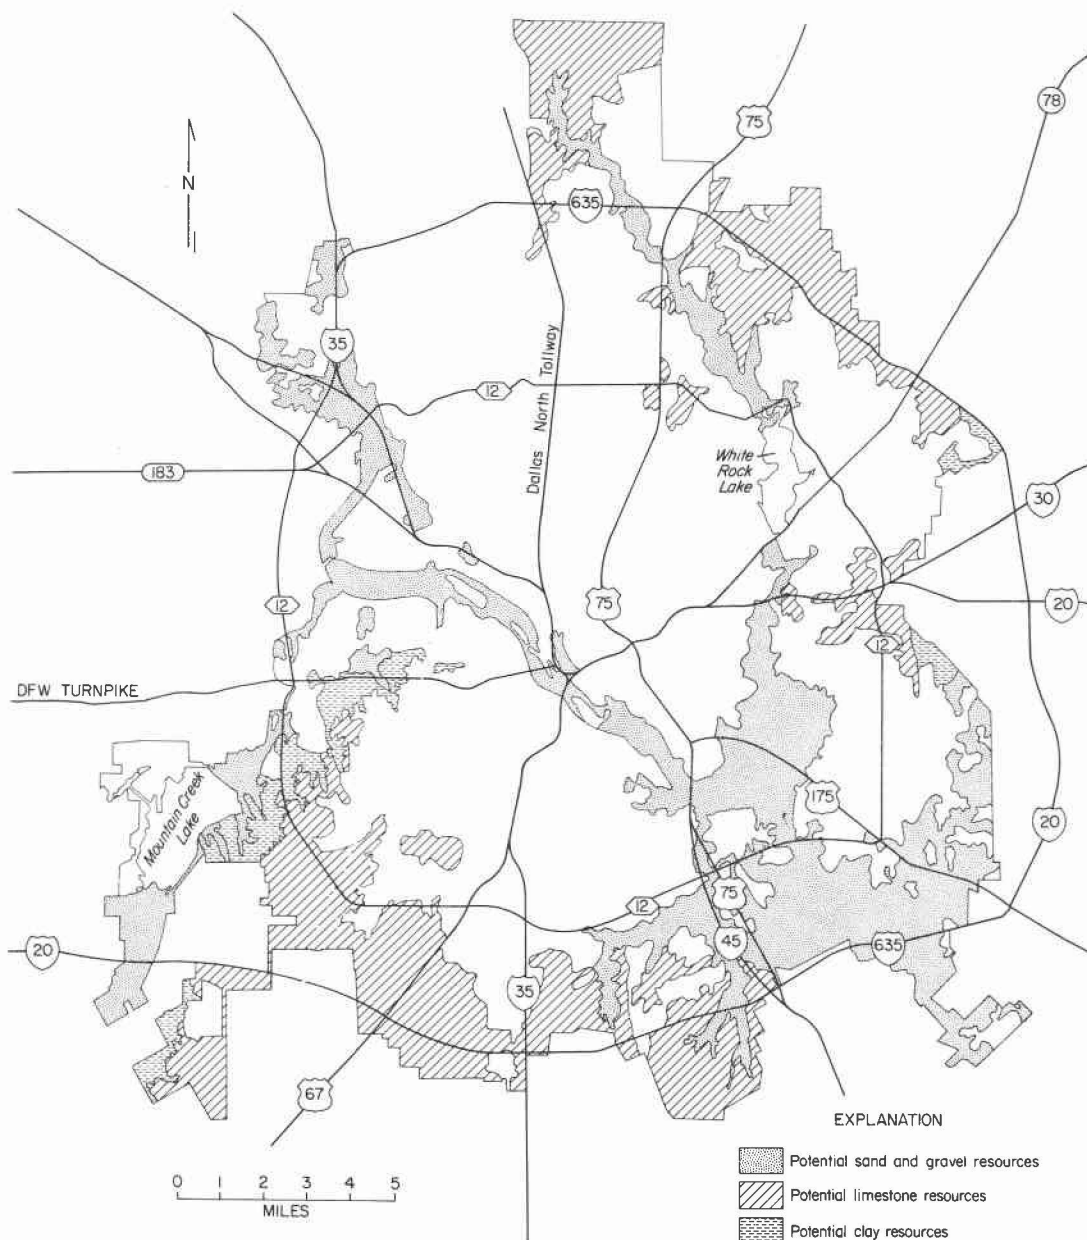 75
78
N
635
35
Dallas North Tollway
12
183
White
Rock
Lake
30
12
75
20
12
DFW TURNPIKE
Mountain Creek
Lake
175
20
12
75
20
45
635
35
67
EXPLANATION
0 1 2 3 4 5
MILES
Potential sand and gravel resources
Potential limestone resources
Potential clay resources